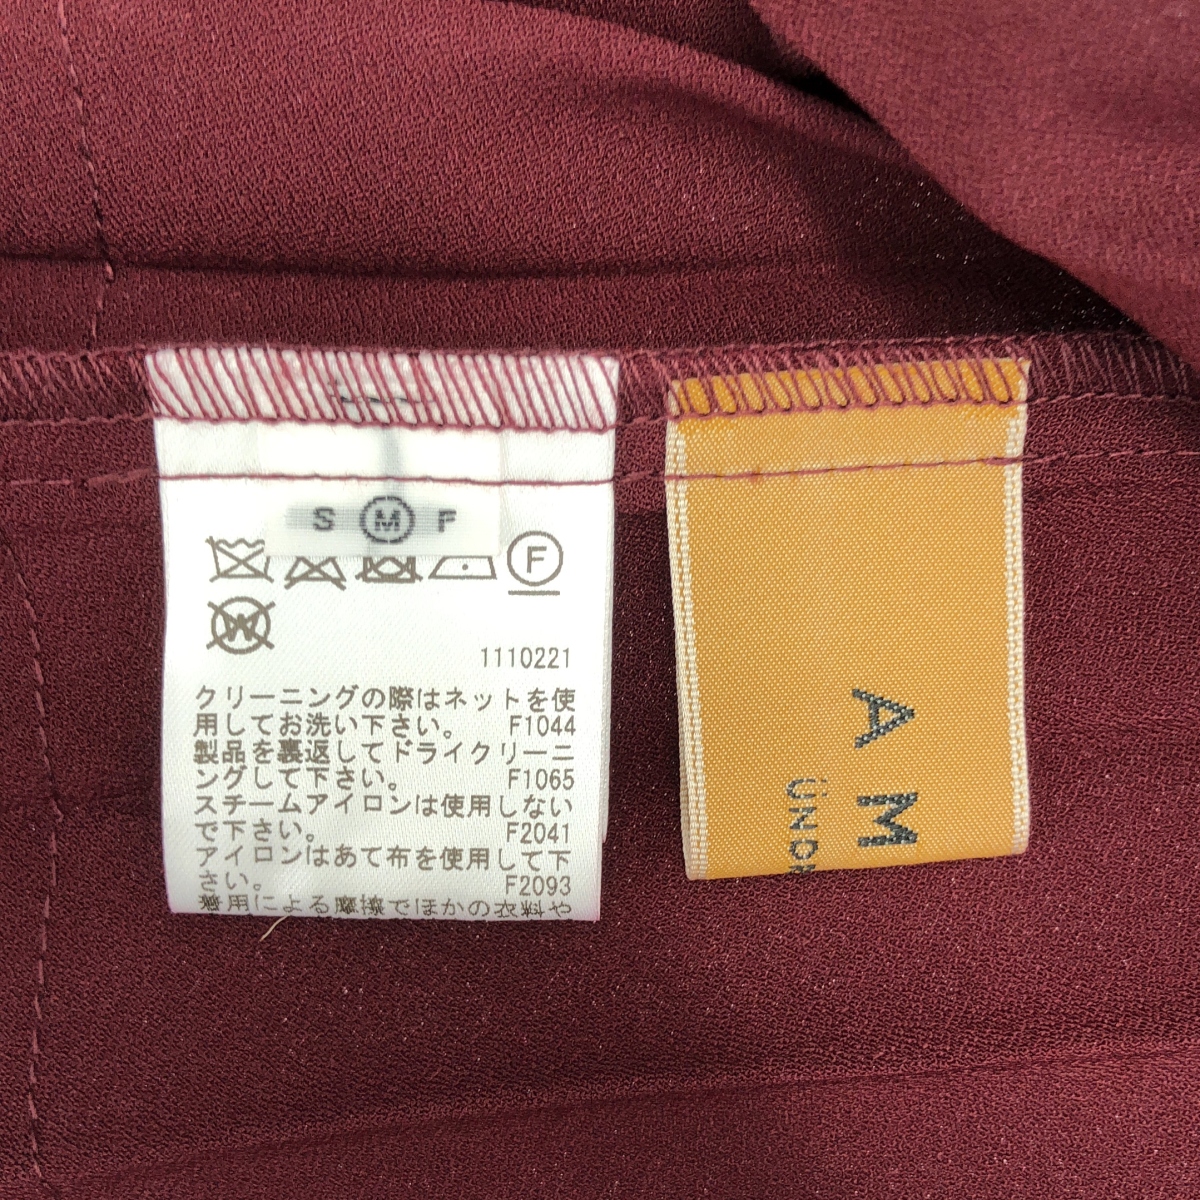 S M F
F
W
1110221
クリーニングの際はネットを使
用してお洗い下さい。 F1044
製品を裏返してドライクリーニ
ングして下さい。 F1065
スチームアイロンは使用しない
で下さい。 F2041
アイロンはあて布を使用して下
さい。 F2093
着用による摩擦でほかの衣料や
A M